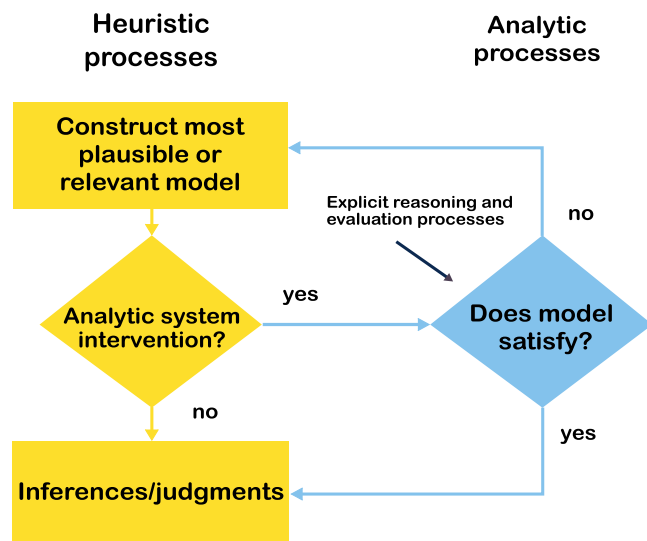 Heuristic
processes
Analytic
processes
Construct most
plausible or
relevant model
Explicit reasoning and
evaluation processes
no
Analytic system
intervention?
yes
Does model
satisfy?
no
yes
Inferences/judgments